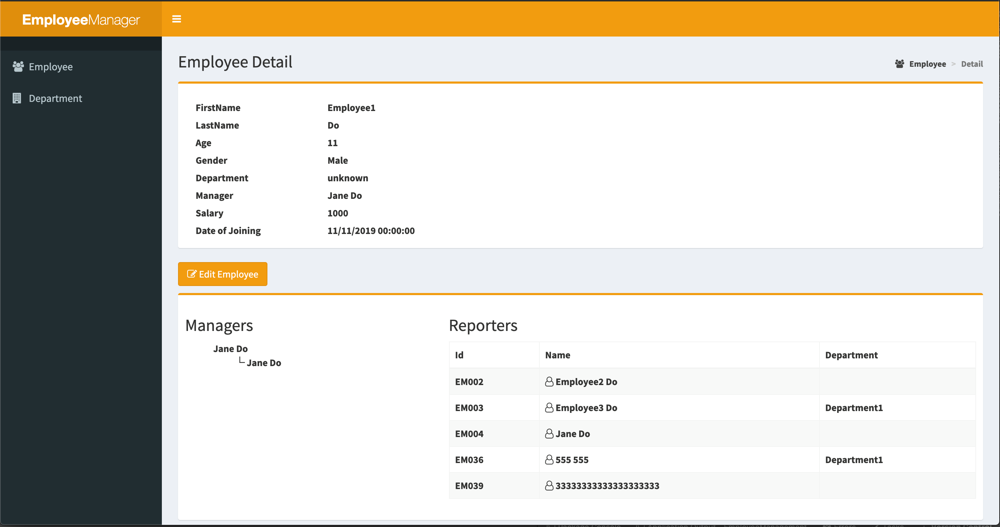 EmployeeManager
Employee
Department
Employee Detail
Employee > Detail
FirstName Employee1
LastName Do
Age 11
Gender Male
Department unknown
Manager Jane Do
Salary 1000
Date of Joining 11/11/2019 00:00:00
Edit Employee
Managers
Jane Do
Jane Do
Reporters
Id Name Department
EM002 Employee2 Do
EM003 Employee3 Do Department1
EM004 Jane Do
EM036 555 555 Department1
EM039 33333333333333333333